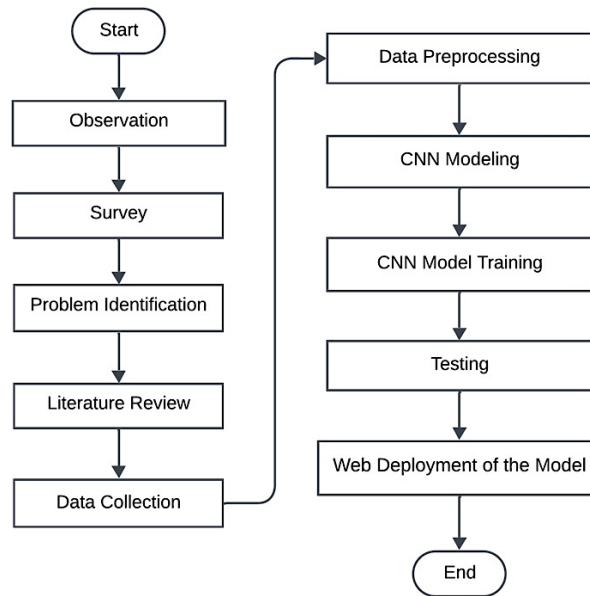 Start
Observation
Survey
Problem Identification
Literature Review
Data Collection
Data Preprocessing
CNN Modeling
CNN Model Training
Testing
Web Deployment of the Model
End